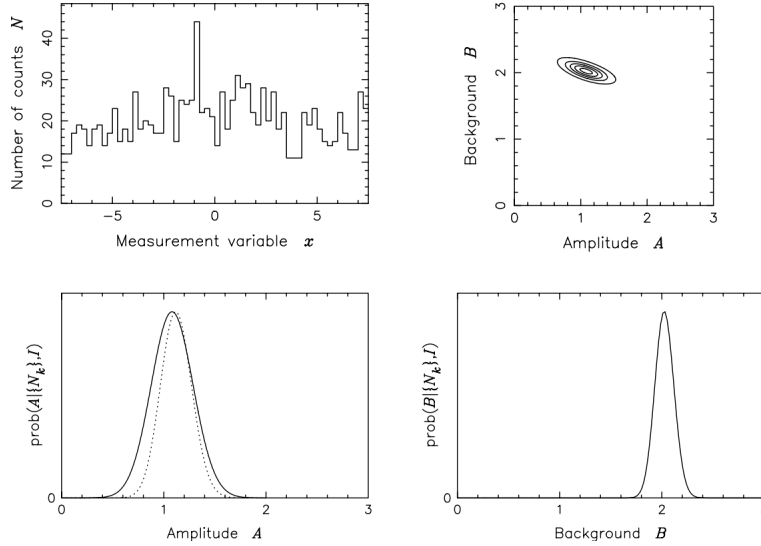 Number of counts N
0
10
20
30
40
−5 0 5
Measurement variable x
Background B
0
1
2
3
0 1 2 3
Amplitude A
prob(A|{N_k},I)
0
0 1 2 3
Amplitude A
prob(B|{N_k},I)
0
0 1 2
Background B